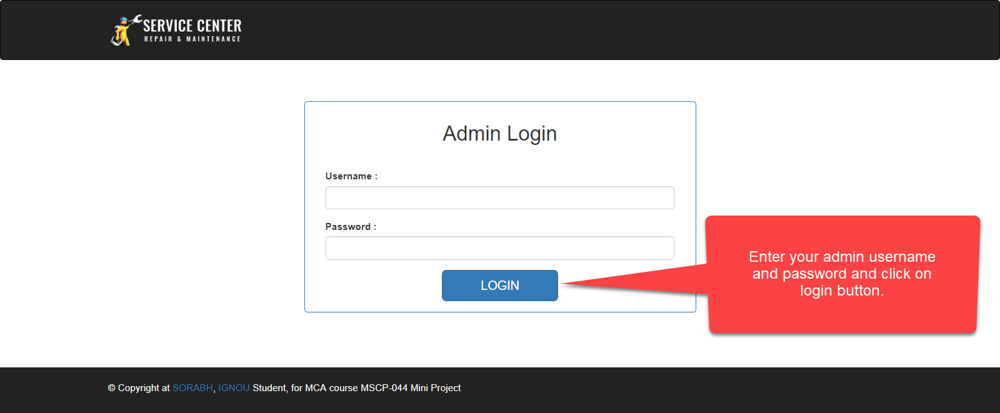 SERVICE CENTER
REPAIR & MAINTENANCE
Admin Login
Username :
Password :
LOGIN
Enter your admin username
and password and click on
login button.
© Copyright at SORABH, IGNOU Student, for MCA course MSCP-044 Mini Project